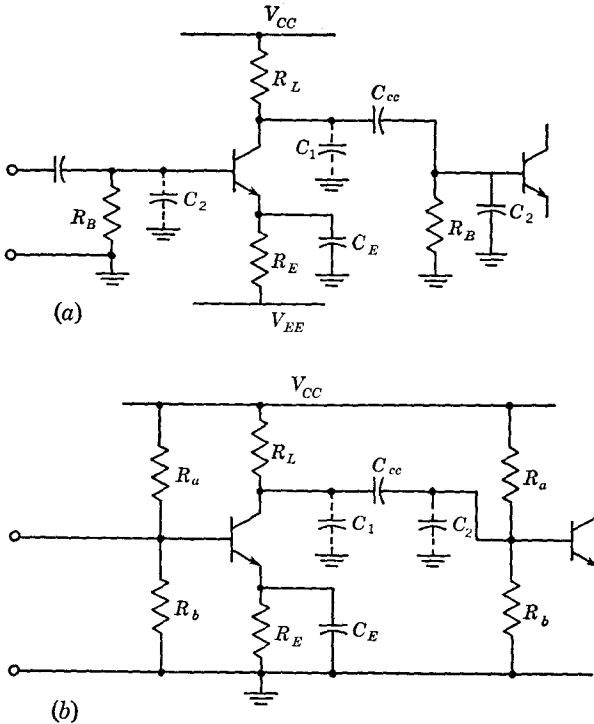 V_CC
R_L
C_cc
C_1
C_2
R_B
R_B
C_2
R_E
C_E
(a)
V_EE
V_CC
R_a
R_L
C_cc
R_a
C_1
C_2
R_b
R_E
C_E
R_b
(b)